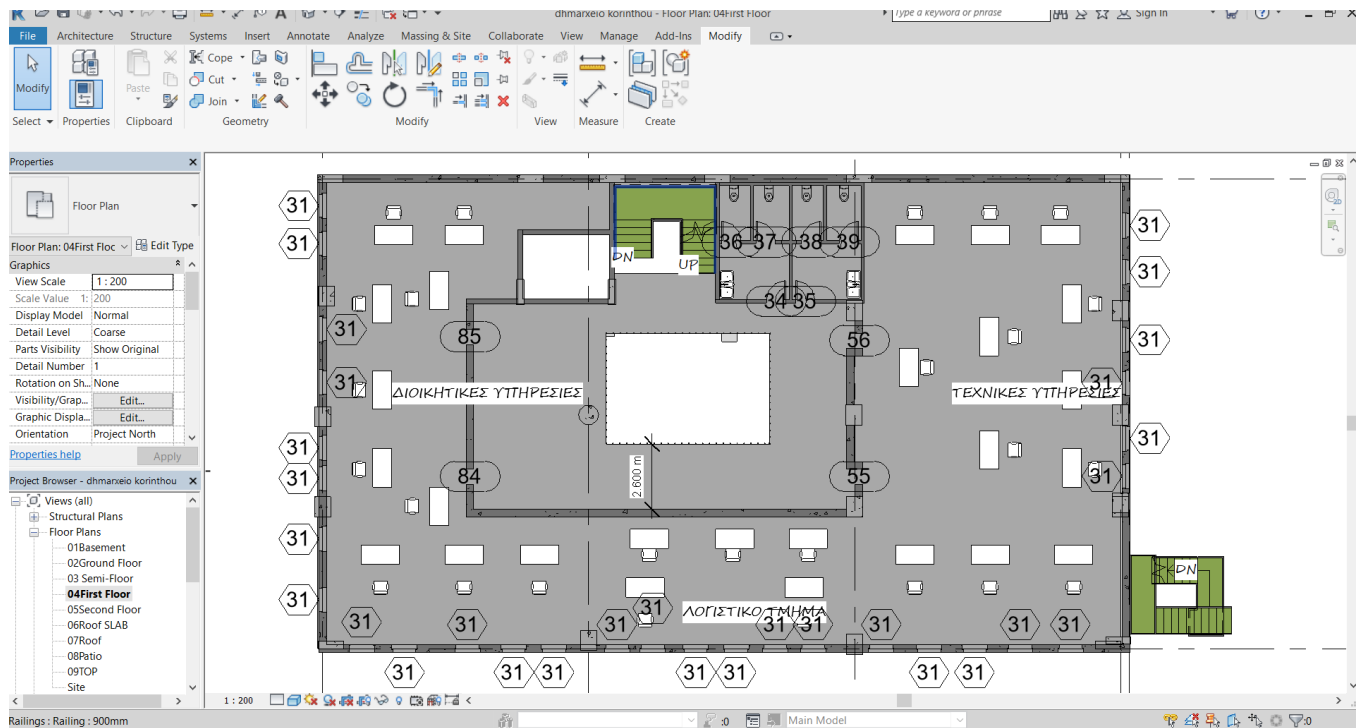 dhmarxeio korinthou - Floor Plan: 04First Floor
Type a keyword or phrase
Sign In
File Architecture Structure Systems Insert Annotate Analyze Massing & Site Collaborate View Manage Add-Ins Modify
Modify
Paste
Cope
Cut
Join
Select Properties Clipboard Geometry Modify View Measure Create
Properties
Floor Plan
Floor Plan: 04First Floc
Edit Type
Graphics
View Scale 1 : 200
Scale Value 1: 200
Display Model Normal
Detail Level Coarse
Parts Visibility Show Original
Detail Number 1
Rotation on Sh... None
Visibility/Grap... Edit...
Graphic Displa... Edit...
Orientation Project North
Properties help
Apply
Project Browser - dhmarxeio korinthou
Views (all)
Structural Plans
Floor Plans
01Basement
02Ground Floor
03 Semi-Floor
04First Floor
05Second Floor
06Roof SLAB
07Roof
08Patio
09TOP
Site
31
31
36 37 38 39
31
31
DN
UP
34 35
31
85
56
31
31
31
ΔΙΟΙΚΗΤΙΚΕΣ ΥΠΗΡΕΣΙΕΣ
ΤΕΧΝΙΚΕΣ ΥΠΗΡΕΣΙΕΣ
31
31
31
84
2.600 m
55
31
31
DN
31
31
ΛΟΓΙΣΤΙΚΟ ΤΜΗΜΑ
31 31 31 31 31 31 31 31
31 31 31 31 31 31 31
1 : 200
Railings : Railing : 900mm
:0
Main Model
:0